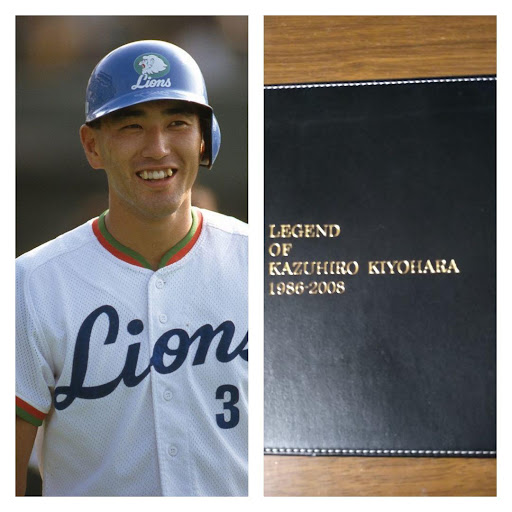 Lions
Lions
3
LEGEND
OF
KAZUHIRO KIYOHARA
1986-2008